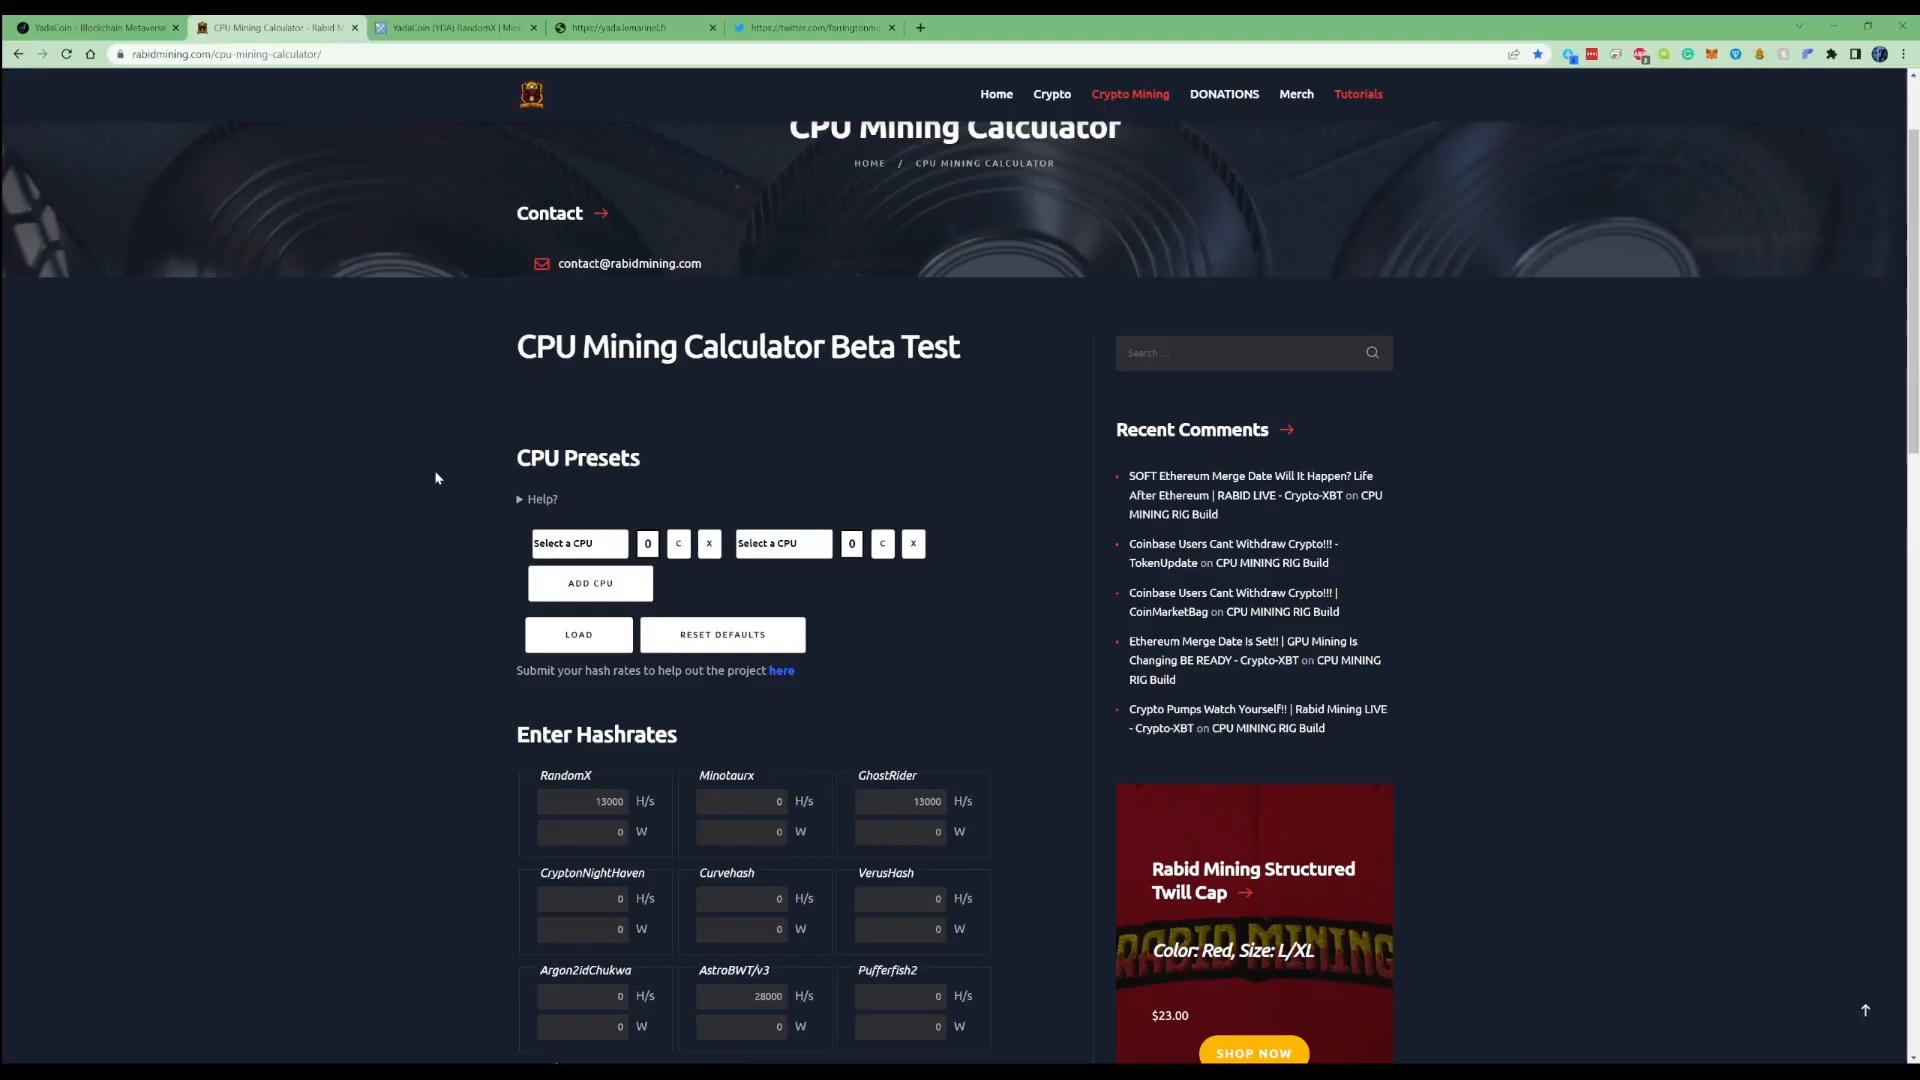 YadaCoin - Blockchain Metaverse
CPU Mining Calculator - Rabid M
YadaCoin (YDA) RandomX | Mini
https://yada.lemarinel.fr
https://twitter.com/farringtonm
rabidmining.com/cpu-mining-calculator/
Home Crypto Crypto Mining DONATIONS Merch Tutorials
CPU Mining Calculator
HOME / CPU MINING CALCULATOR
Contact
contact@rabidmining.com
CPU Mining Calculator Beta Test
CPU Presets
Help?
Select a CPU 0 C X Select a CPU 0 C X
ADD CPU
LOAD RESET DEFAULTS
Submit your hash rates to help out the project here
Enter Hashrates
RandomX Minotaurx GhostRider
13000 H/s 0 H/s 13000 H/s
0 W 0 W 0 W
CryptonNightHaven Curvehash VerusHash
0 H/s 0 H/s 0 H/s
0 W 0 W 0 W
Argon2idChukwa AstroBWT/v3 Pufferfish2
0 H/s 28000 H/s 0 H/s
0 W 0 W 0 W
Search ...
Recent Comments
SOFT Ethereum Merge Date Will It Happen? Life
After Ethereum | RABID LIVE - Crypto-XBT on CPU
MINING RIG Build
Coinbase Users Cant Withdraw Crypto!!! -
TokenUpdate on CPU MINING RIG Build
Coinbase Users Cant Withdraw Crypto!!! |
CoinMarketBag on CPU MINING RIG Build
Ethereum Merge Date Is Set!! | GPU Mining Is
Changing BE READY - Crypto-XBT on CPU MINING
RIG Build
Crypto Pumps Watch Yourself!! | Rabid Mining LIVE
- Crypto-XBT on CPU MINING RIG Build
Rabid Mining Structured
Twill Cap
RABID MINING
Color: Red, Size: L/XL
$23.00
SHOP NOW